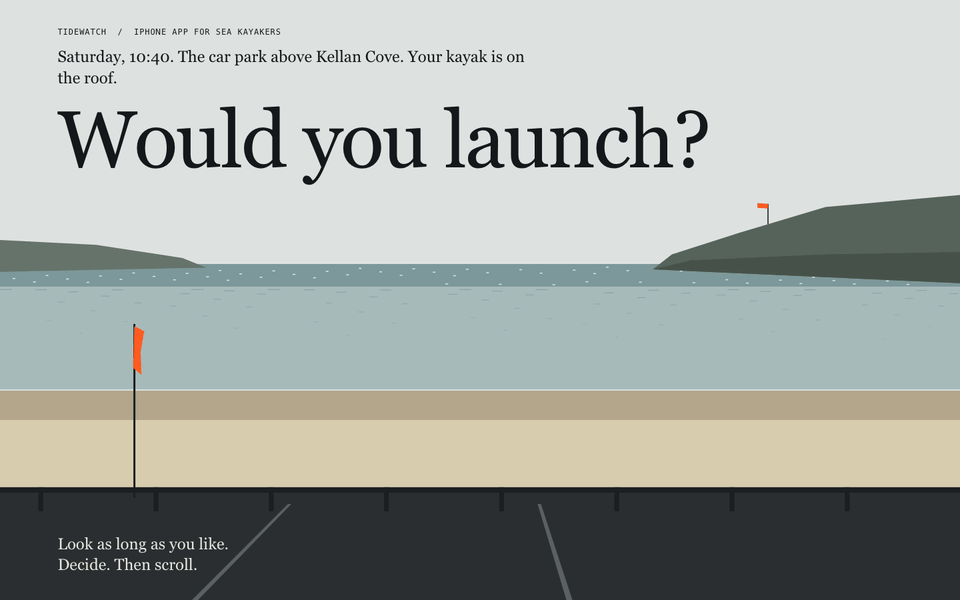 TIDEWATCH / IPHONE APP FOR SEA KAYAKERS
Saturday, 10:40. The car park above Kellan Cove. Your kayak is on
the roof.
Would you launch?
Look as long as you like.
Decide. Then scroll.